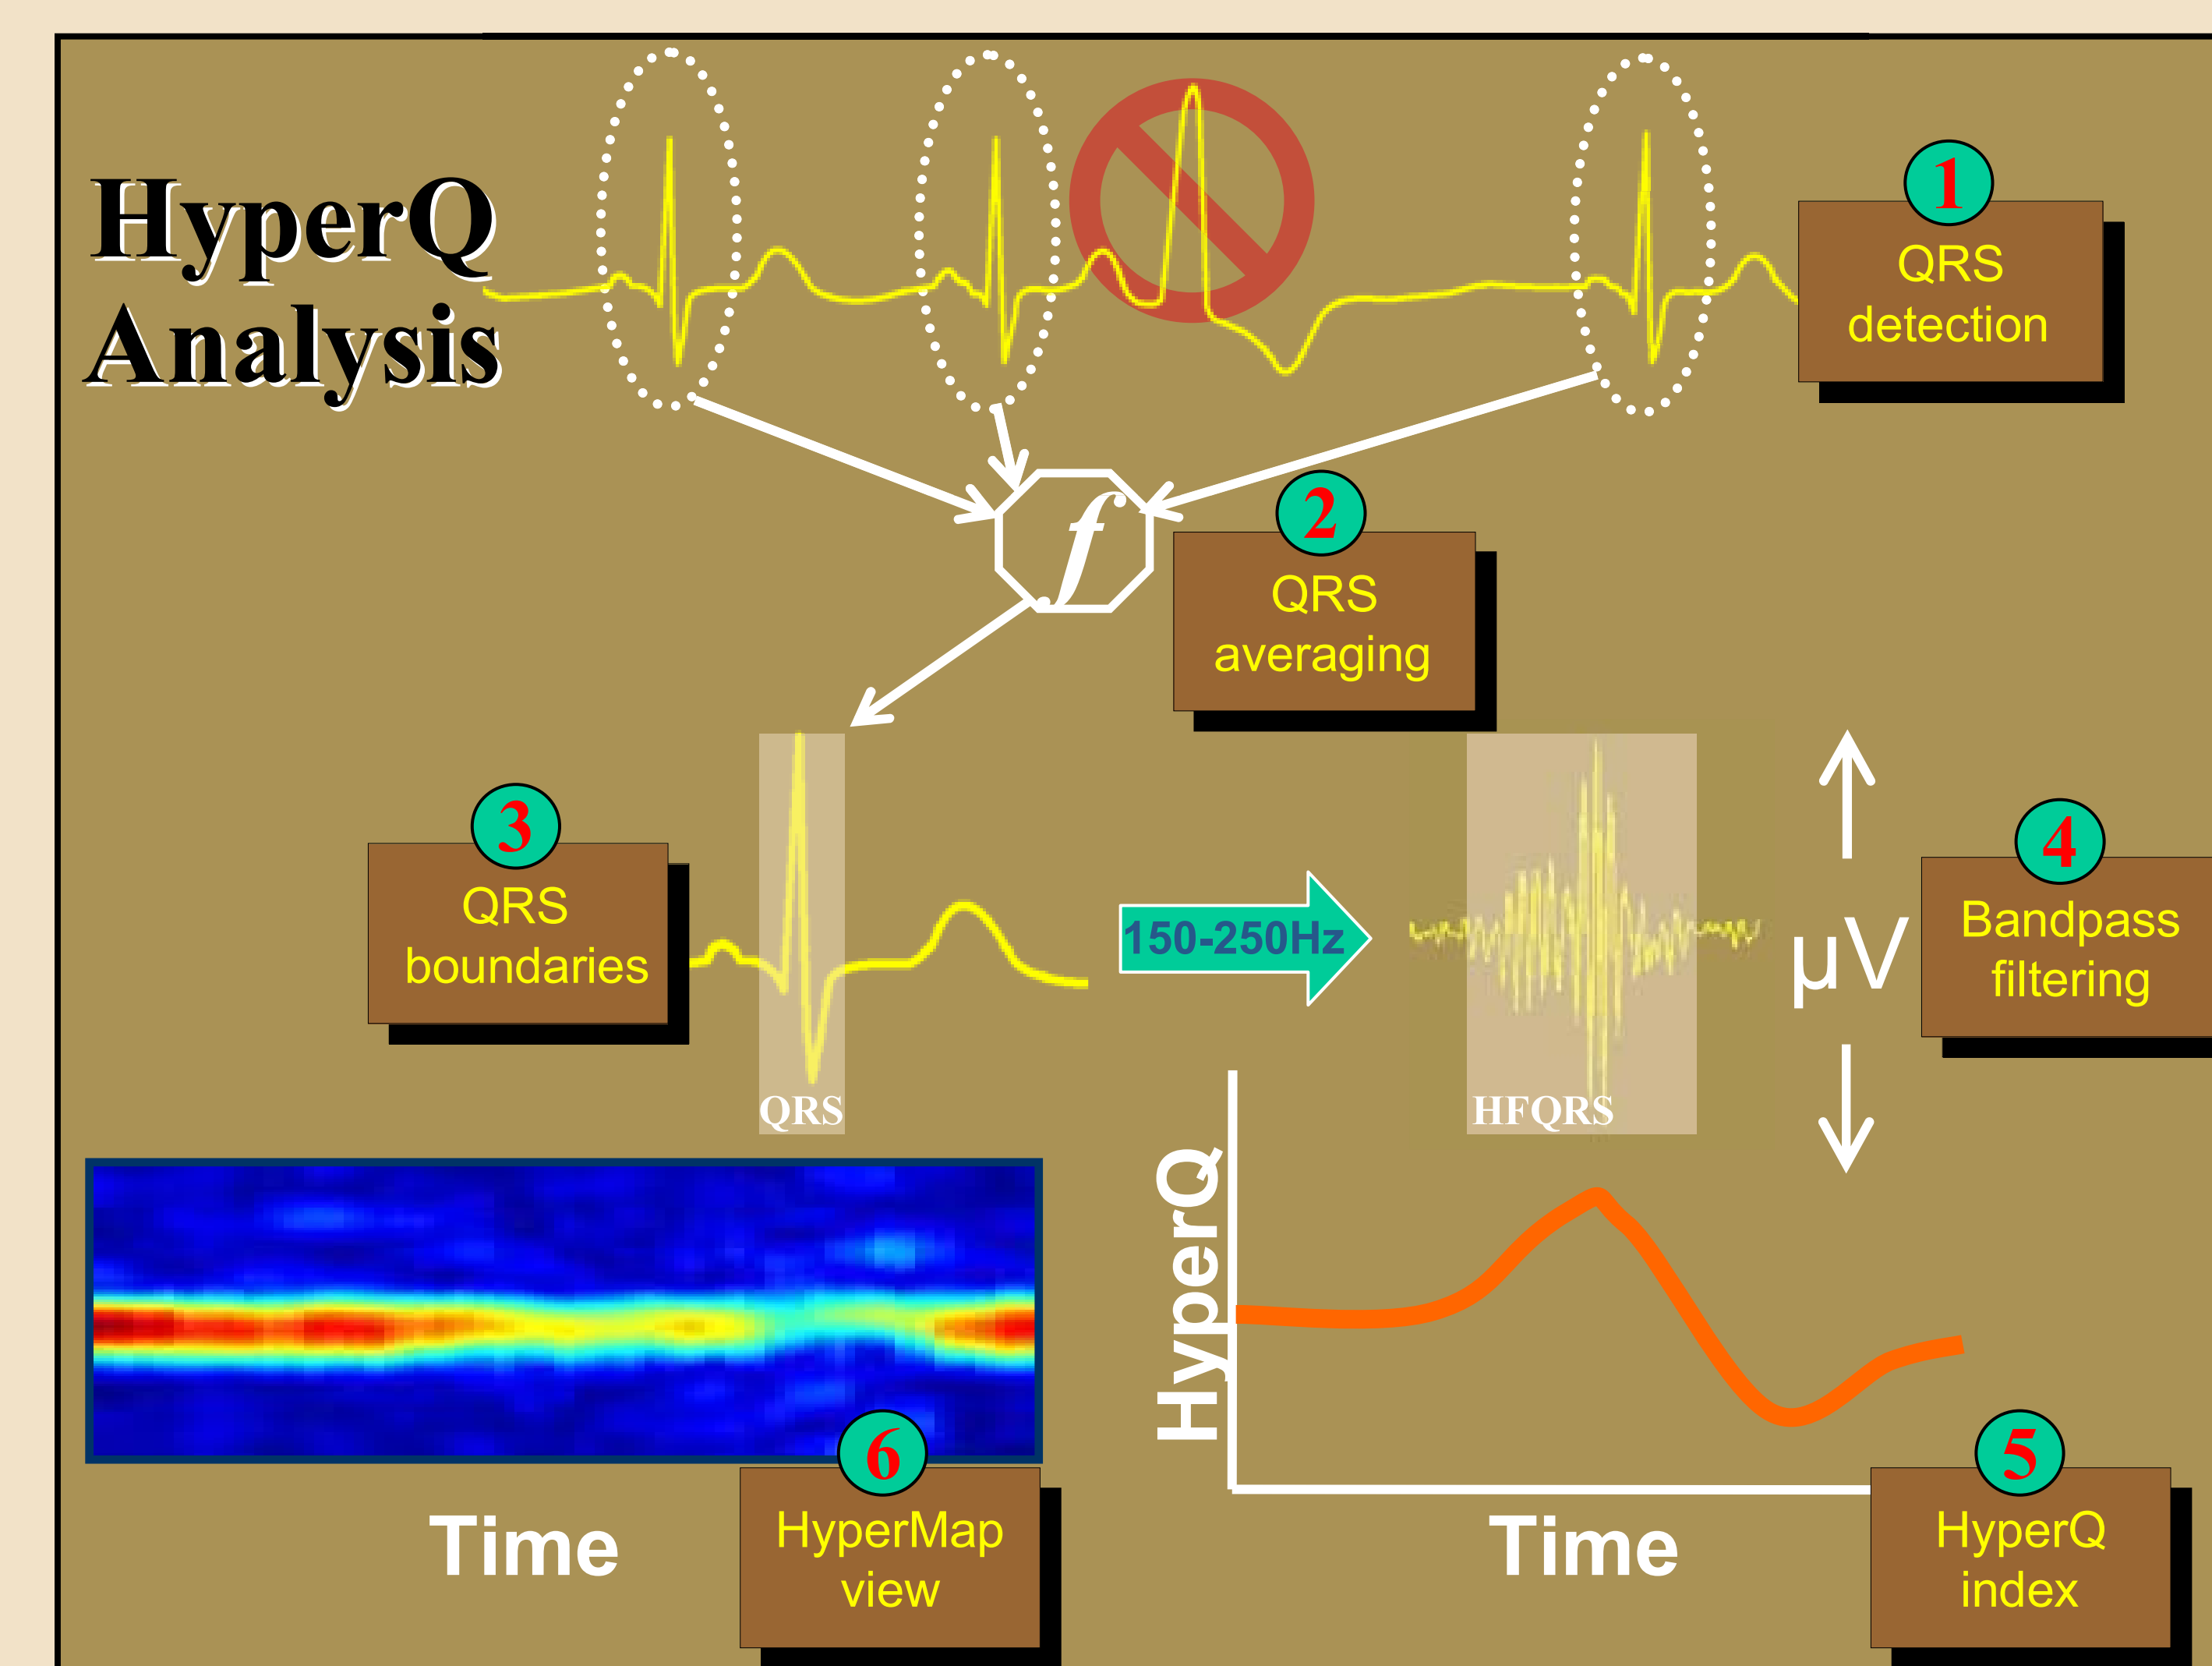 HyperQ
Analysis
1
QRS
detection
f
2
QRS
averaging
3
QRS
boundaries
QRS
150-250Hz
HFQRS
µV
4
Bandpass
filtering
HyperQ
Time
5
HyperQ
index
6
HyperMap
view
Time